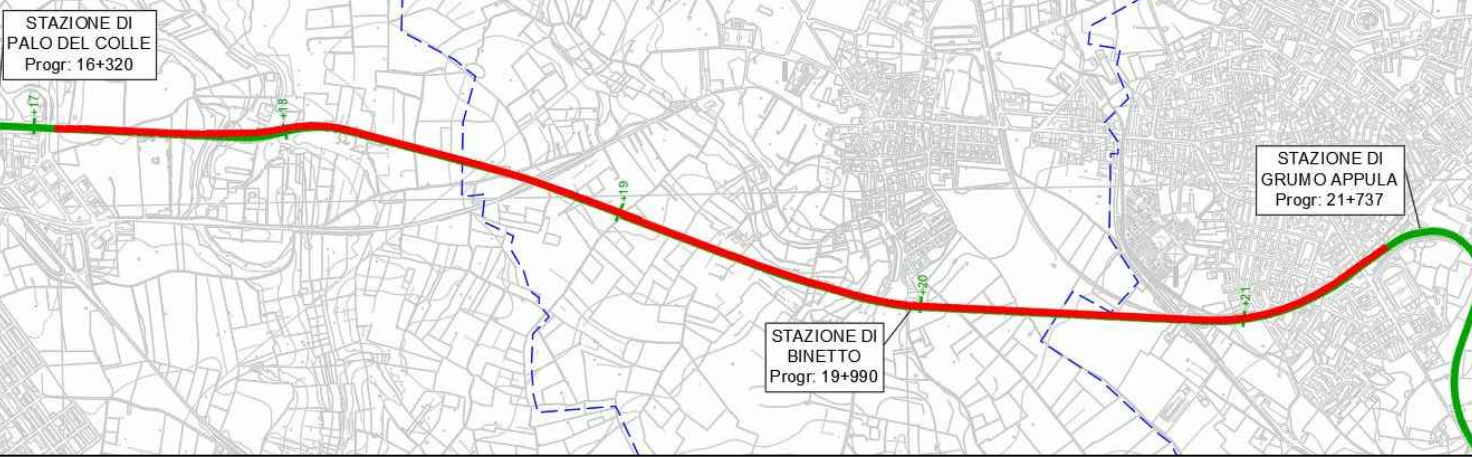 STAZIONE DI
PALO DEL COLLE
Progr: 16+320
+17
+18
+19
STAZIONE DI
BINETTO
Progr: 19+990
+20
+21
STAZIONE DI
GRUMO APPULA
Progr: 21+737